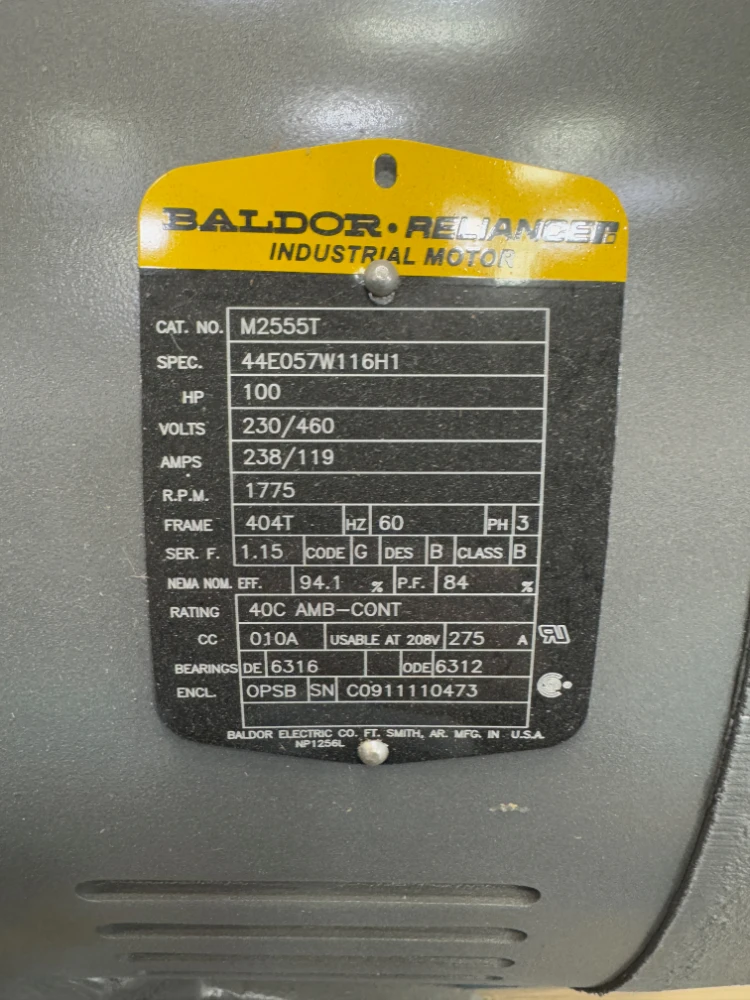 BALDOR • RELIANCE
INDUSTRIAL MOTOR
CAT. NO. M2555T
SPEC. 44E057W116H1
HP 100
VOLTS 230/460
AMPS 238/119
R.P.M. 1775
FRAME 404T HZ 60 PH 3
SER. F. 1.15 CODE G DES B CLASS B
NEMA NOM. EFF. 94.1 % P.F. 84 %
RATING 40C AMB-CONT
CC 010A USABLE AT 208V 275 A
BEARINGS DE 6316 ODE 6312
ENCL. OPSB SN C0911110473
BALDOR ELECTRIC CO. FT. SMITH, AR. MFG. IN U.S.A.
NP1256L